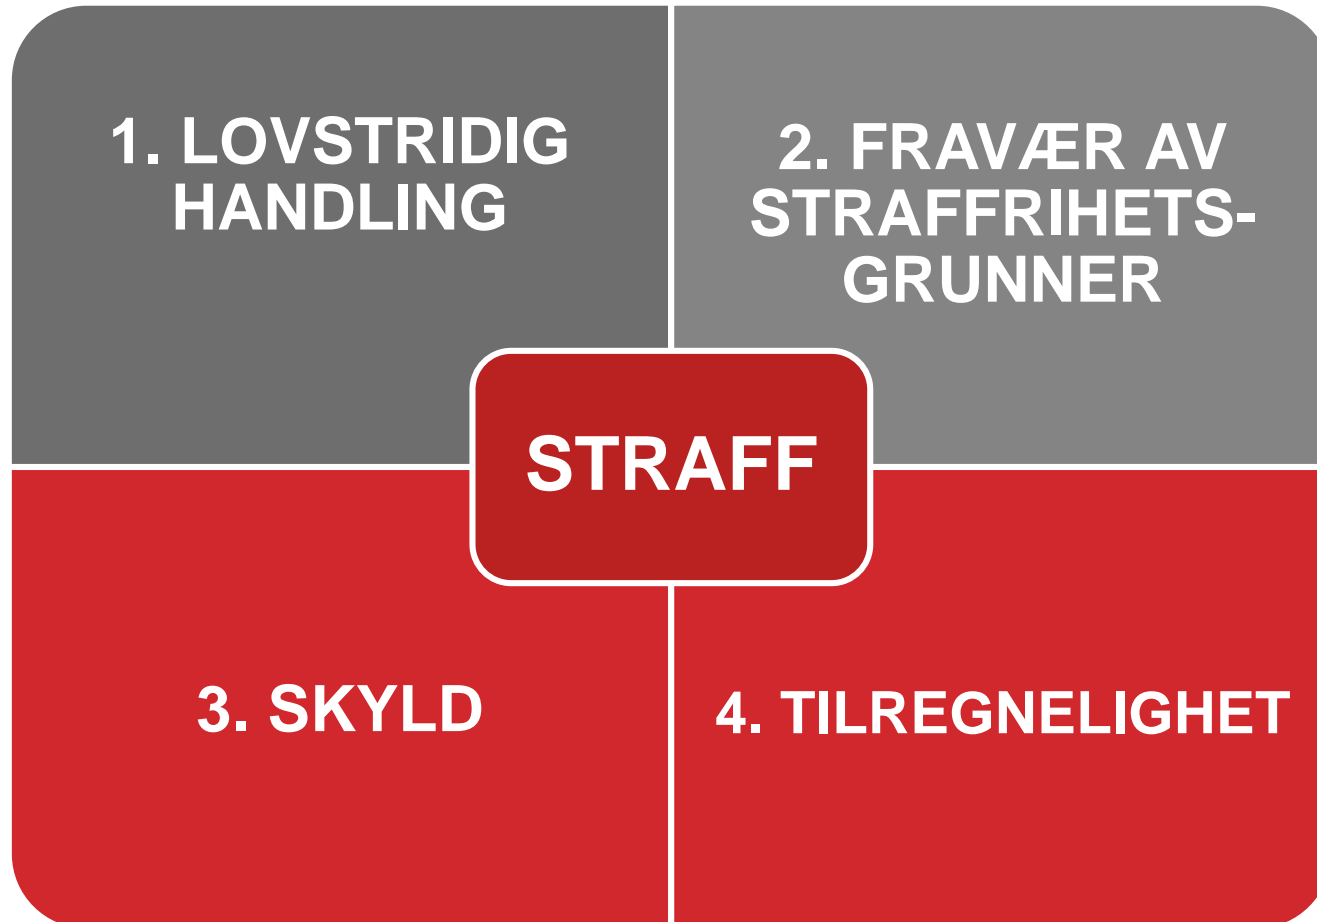 1. LOVSTRIDIG
HANDLING
2. FRAVÆR AV
STRAFFRIHETS-
GRUNNER
STRAFF
3. SKYLD
4. TILREGNELIGHET